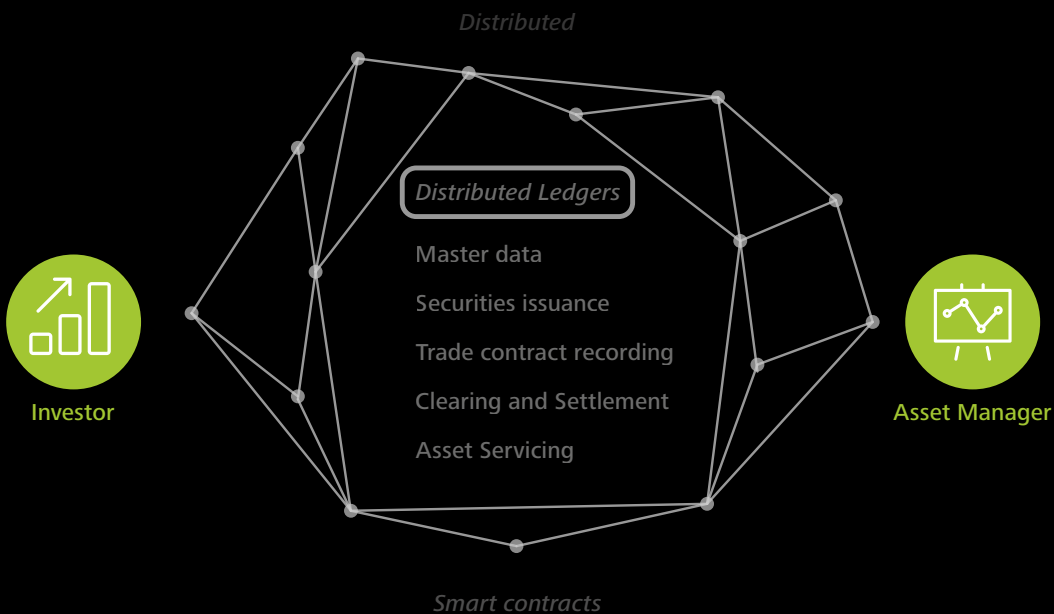 Distributed
Distributed Ledgers
Master data
Securities issuance
Trade contract recording
Clearing and Settlement
Asset Servicing
Investor
Asset Manager
Smart contracts